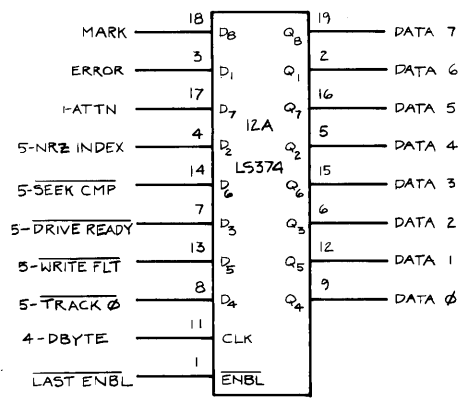 18 19
MARK D8 Q8 DATA 7
3 2
ERROR D1 Q1 DATA 6
17 16
1-ATTN D7 Q7 DATA 5
4 12A 5
5-NRZ INDEX D2 Q2 DATA 4
14 LS374 15
5-SEEK CMP D6 Q6 DATA 3
7 6
5-DRIVE READY D3 Q3 DATA 2
13 12
5-WRITE FLT D5 Q5 DATA 1
8 9
5-TRACK Ø D4 Q4 DATA Ø
11
4-DBYTE CLK
1
LAST ENBL ENBL